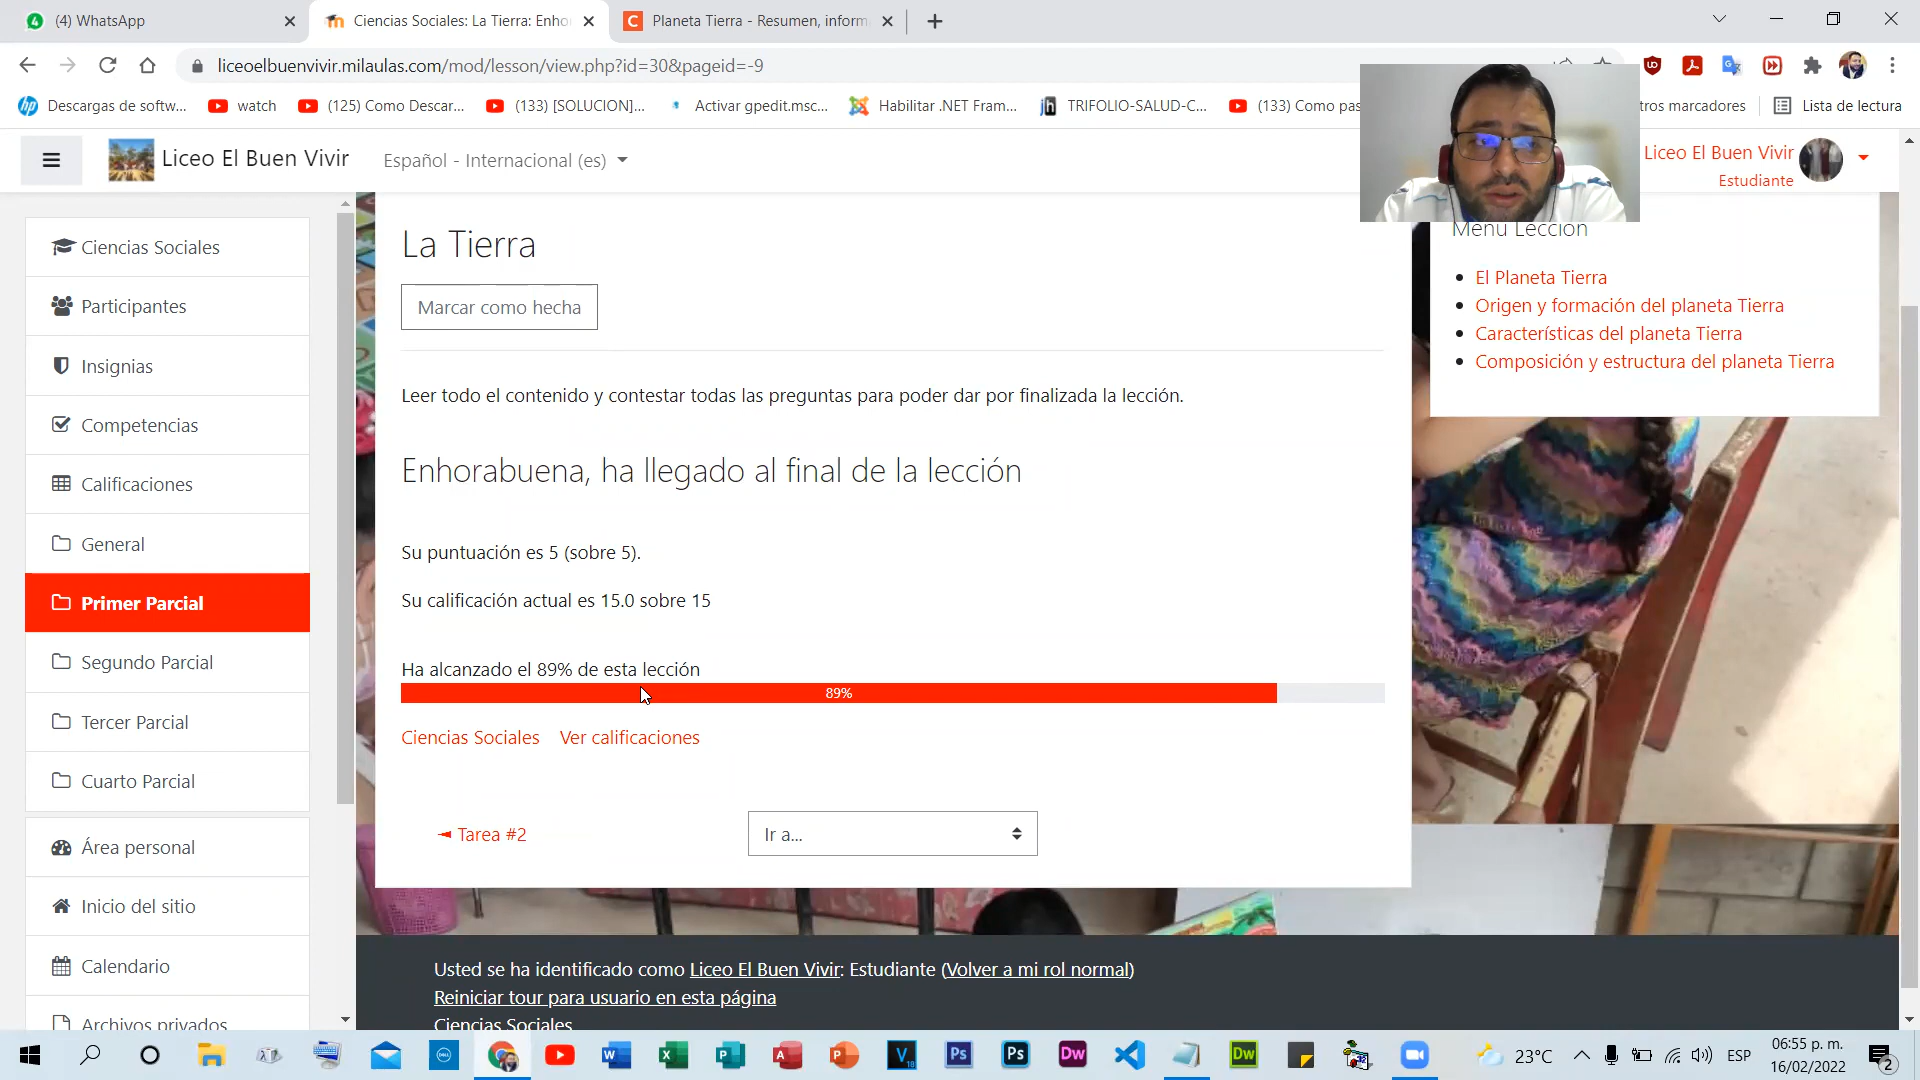 (4) WhatsApp
Ciencias Sociales: La Tierra: Enho
Planeta Tierra - Resumen, inform
liceoelbuenvivir.milaulas.com/mod/lesson/view.php?id=30&pageid=-9
Descargas de softw...
watch
(125) Como Descar...
(133) [SOLUCION]...
Activar gpedit.msc...
Habilitar .NET Fram...
TRIFOLIO-SALUD-C...
(133) Como pas
tros marcadores
Lista de lectura
Liceo El Buen Vivir
Español - Internacional (es)
Liceo El Buen Vivir
Estudiante
Ciencias Sociales
Participantes
Insignias
Competencias
Calificaciones
General
Primer Parcial
Segundo Parcial
Tercer Parcial
Cuarto Parcial
Área personal
Inicio del sitio
Calendario
Archivos privados
La Tierra
Marcar como hecha
Leer todo el contenido y contestar todas las preguntas para poder dar por finalizada la lección.
Enhorabuena, ha llegado al final de la lección
Su puntuación es 5 (sobre 5).
Su calificación actual es 15.0 sobre 15
Ha alcanzado el 89% de esta lección
89%
Ciencias Sociales Ver calificaciones
◄ Tarea #2
Ir a...
Menú Lección
El Planeta Tierra
Origen y formación del planeta Tierra
Características del planeta Tierra
Composición y estructura del planeta Tierra
Usted se ha identificado como Liceo El Buen Vivir: Estudiante (Volver a mi rol normal)
Reiniciar tour para usuario en esta página
Ciencias Sociales
23°C
ESP
06:55 p. m.
16/02/2022
2